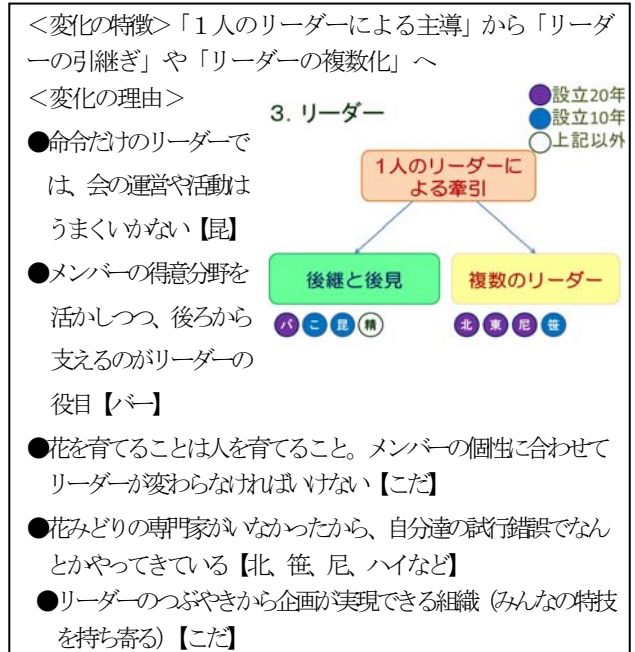 <変化の特徴>「1人のリーダーによる主導」から「リーダ
ーの引継ぎ」や「リーダーの複数化」へ
<変化の理由>
●命令だけのリーダーで
は、会の運営や活動は
うまくいかない【昆】
●メンバーの得意分野を
活かしつつ、後ろから
支えるのがリーダーの
役目【バー】
3. リーダー
●設立20年
●設立10年
○上記以外
1人のリーダーに
よる牽引
後継と後見
複数のリーダー
バ こ 昆 精
北 東 尼 笹
●花を育てることは人を育てること。メンバーの個性に合わせて
リーダーが変わらなければいけない【こだ】
●花みどりの専門家がいなかったから、自分達の試行錯誤でなん
とかやってきている【北、笹、尼、ハイなど】
●リーダーのつぶやきから企画が実現できる組織(みんなの特技
を持ち寄る)【こだ】